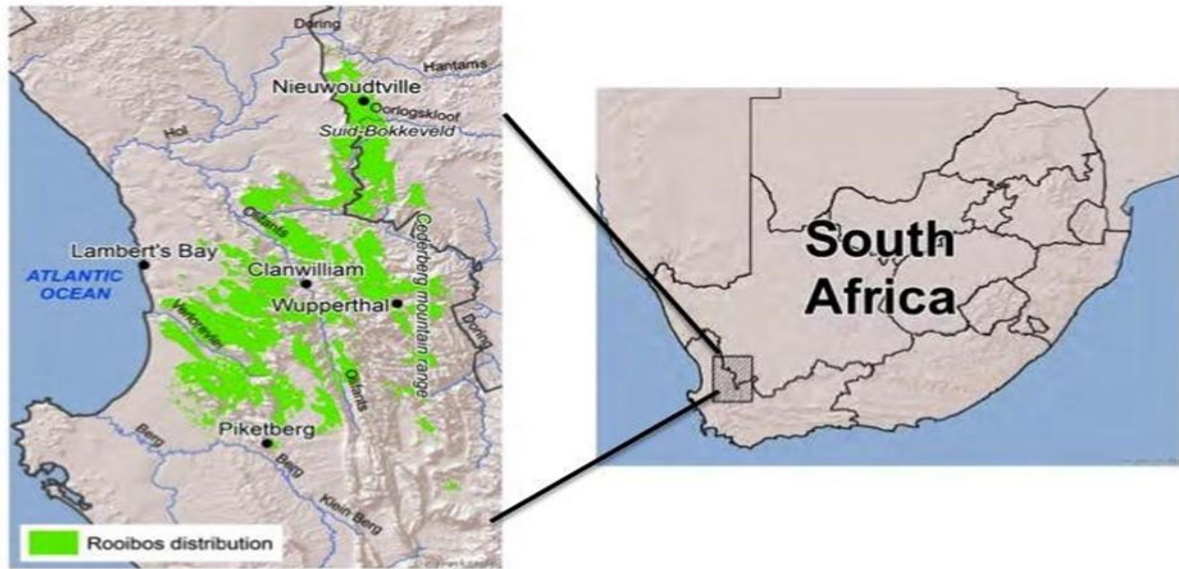 Doring
Hantams
Nieuwoudtville
Oorlogskloof
Suid-Bokkeveld
Hol
Olifants
Lambert's Bay
Clanwilliam
ATLANTIC
OCEAN
Wupperthal
Cederberg mountain range
Verlorevlei
Doring
Olifants
Piketberg
Berg
Berg
Klein Berg
Rooibos distribution
South
Africa